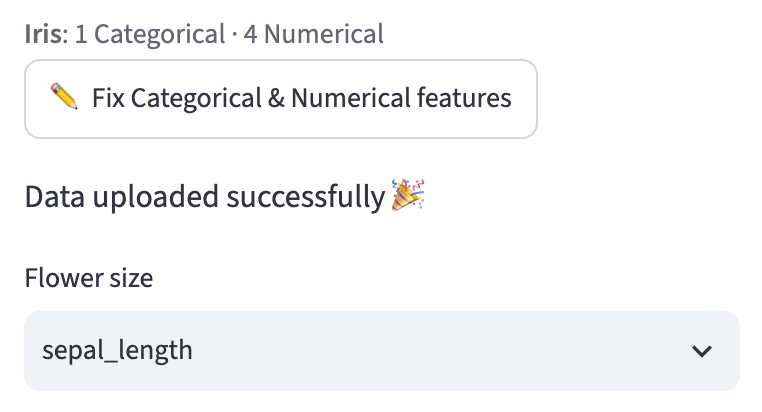 Iris: 1 Categorical · 4 Numerical
✏️ Fix Categorical & Numerical features
Data uploaded successfully 🎉
Flower size
sepal_length